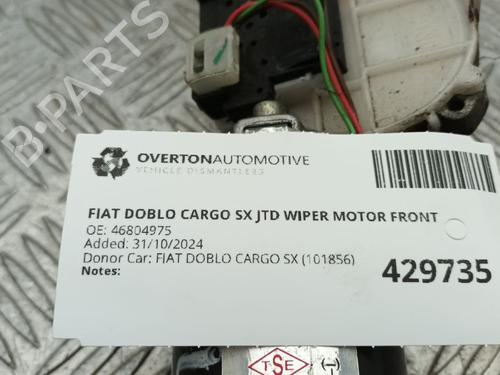 B-PARTS
OVERTONAUTOMOTIVE
VEHICLE DISMANTLERS
FIAT DOBLO CARGO SX JTD WIPER MOTOR FRONT
OE: 46804975
Added: 31/10/2024
Donor Car: FIAT DOBLO CARGO SX (101856)
Notes:
429735
TSE
(-)